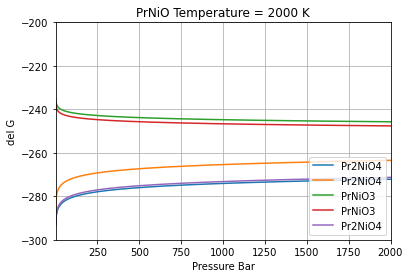 PrNiO Temperature = 2000 K
-200
-220
-240
-260
-280
-300
del G
Pr2NiO4
Pr2NiO4
PrNiO3
PrNiO3
Pr2NiO4
250 500 750 1000 1250 1500 1750 2000
Pressure Bar